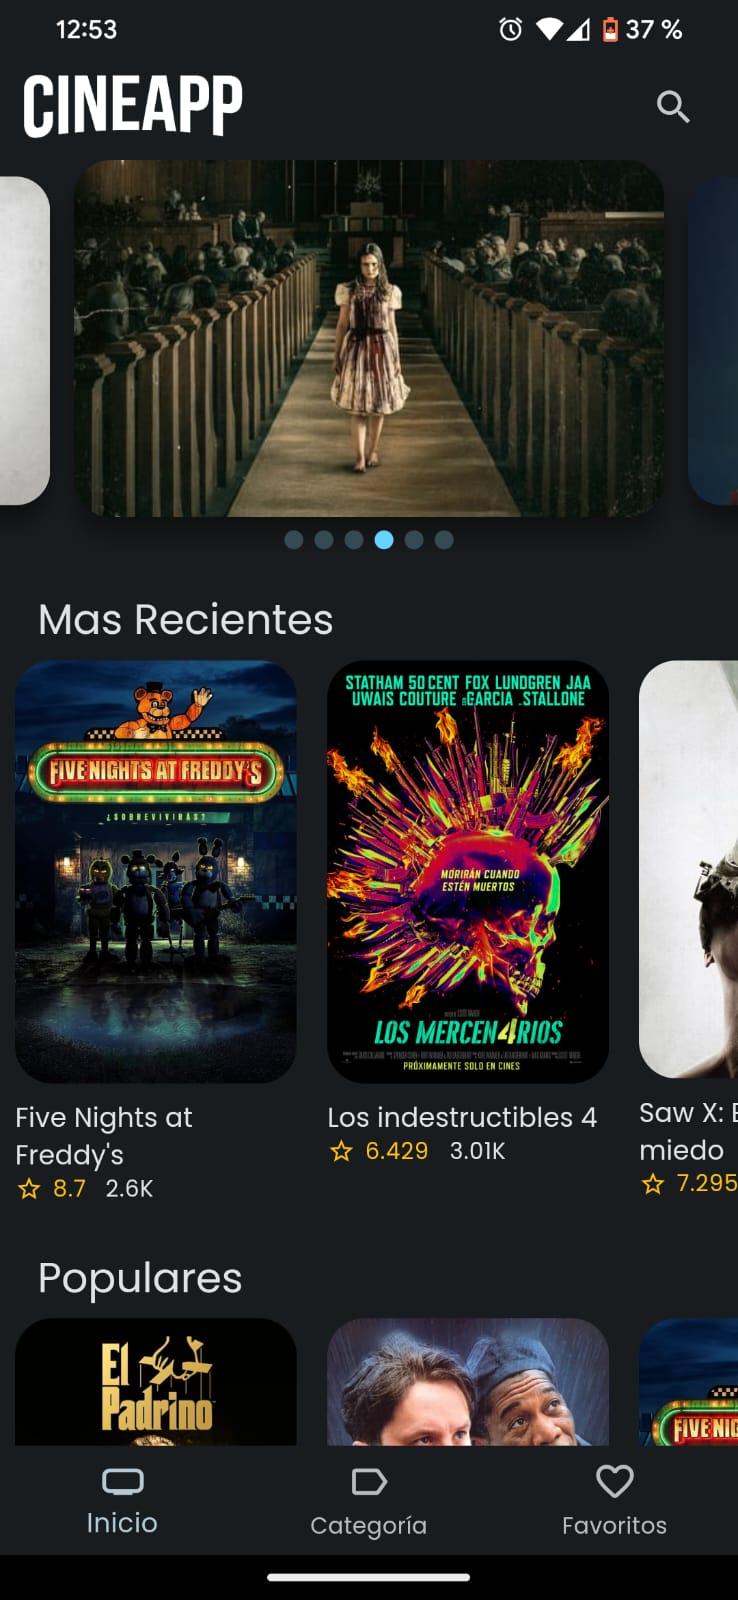 12:53
37 %
CINEAPP
Mas Recientes
FIVE NIGHTS AT FREDDY'S
¿SOBREVIVIRÁS?
STATHAM 50 CENT FOX LUNDGREN JAA
UWAIS COUTURE GARCIA STALLONE
MORIRÁN CUANDO
ESTÉN MUERTOS
LOS MERCEN4RIOS
PRÓXIMAMENTE SOLO EN CINES
Five Nights at
Freddy's
8.7 2.6K
Los indestructibles 4
6.429 3.01K
Saw X:
miedo
7.295
Populares
El
Padrino
FIVE
Inicio
Categoría
Favoritos